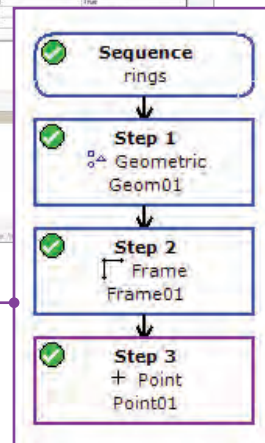 Sequence
rings
Step 1
Geometric
Geom01
Step 2
Frame
Frame01
Step 3
Point
Point01